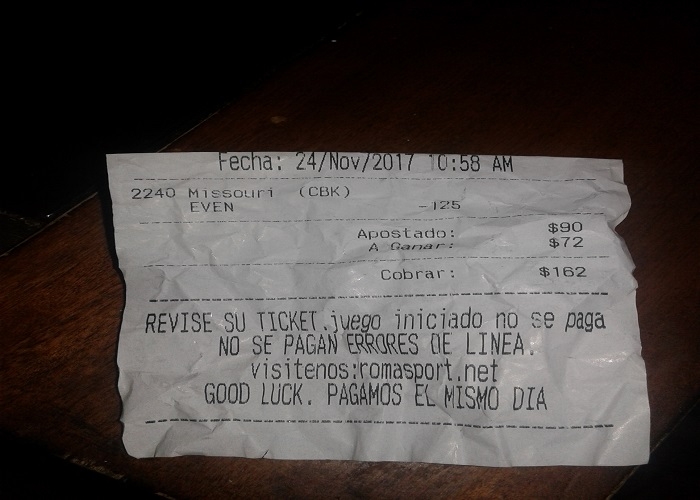 Fecha: 24/Nov/2017 10:58 AM
2240 Missouri (CBK)
EVEN -125
Apostado: $90
A Ganar: $72
Cobrar: $162
REVISE SU TICKET.juego iniciado no se paga
NO SE PAGAN ERRORES DE LINEA.
visitenos:romasport.net
GOOD LUCK. PAGAMOS EL MISMO DIA